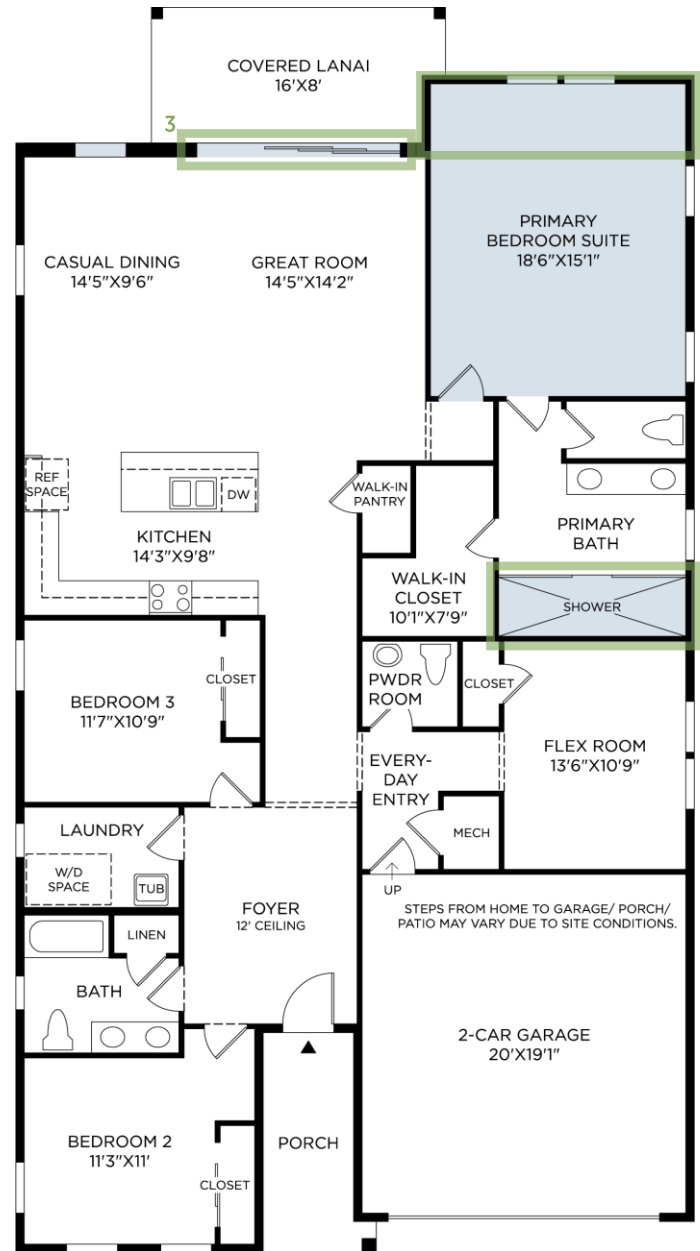 COVERED LANAI
16'X8'
3
PRIMARY
BEDROOM SUITE
18'6"X15'1"
CASUAL DINING
14'5"X9'6"
GREAT ROOM
14'5"X14'2"
REF
SPACE
DW
WALK-IN
PANTRY
KITCHEN
14'3"X9'8"
PRIMARY
BATH
WALK-IN
CLOSET
10'1"X7'9"
SHOWER
BEDROOM 3
11'7"X10'9"
CLOSET
PWDR
ROOM
CLOSET
FLEX ROOM
13'6"X10'9"
EVERY-
DAY
ENTRY
MECH
LAUNDRY
W/D
SPACE
TUB
UP
FOYER
12' CEILING
STEPS FROM HOME TO GARAGE/ PORCH/
PATIO MAY VARY DUE TO SITE CONDITIONS.
LINEN
BATH
2-CAR GARAGE
20'X19'1"
BEDROOM 2
11'3"X11'
CLOSET
PORCH